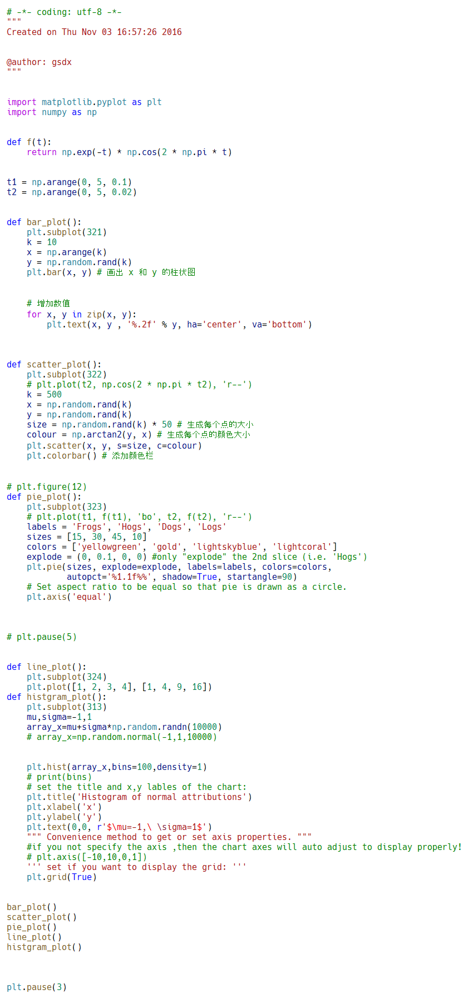 # -*- coding: utf-8 -*-
"""
Created on Thu Nov 03 16:57:26 2016
@author: gsdx
"""
import matplotlib.pyplot as plt
import numpy as np
def f(t):
    return np.exp(-t) * np.cos(2 * np.pi * t)
t1 = np.arange(0, 5, 0.1)
t2 = np.arange(0, 5, 0.02)
def bar_plot():
    plt.subplot(321)
    k = 10
    x = np.arange(k)
    y = np.random.rand(k)
    plt.bar(x, y) # 画出 x 和 y 的柱状图
    # 增加数值
    for x, y in zip(x, y):
        plt.text(x, y , '%.2f' % y, ha='center', va='bottom')
def scatter_plot():
    plt.subplot(322)
    # plt.plot(t2, np.cos(2 * np.pi * t2), 'r--')
    k = 500
    x = np.random.rand(k)
    y = np.random.rand(k)
    size = np.random.rand(k) * 50 # 生成每个点的大小
    colour = np.arctan2(y, x) # 生成每个点的颜色大小
    plt.scatter(x, y, s=size, c=colour)
    plt.colorbar() # 添加颜色栏
# plt.figure(12)
def pie_plot():
    plt.subplot(323)
    # plt.plot(t1, f(t1), 'bo', t2, f(t2), 'r--')
    labels = 'Frogs', 'Hogs', 'Dogs', 'Logs'
    sizes = [15, 30, 45, 10]
    colors = ['yellowgreen', 'gold', 'lightskyblue', 'lightcoral']
    explode = (0, 0.1, 0, 0) #only "explode" the 2nd slice (i.e. 'Hogs')
    plt.pie(sizes, explode=explode, labels=labels, colors=colors,
            autopct='%1.1f%%', shadow=True, startangle=90)
    # Set aspect ratio to be equal so that pie is drawn as a circle.
    plt.axis('equal')
# plt.pause(5)
def line_plot():
    plt.subplot(324)
    plt.plot([1, 2, 3, 4], [1, 4, 9, 16])
def histgram_plot():
    plt.subplot(313)
    mu,sigma=-1,1
    array_x=mu+sigma*np.random.randn(10000)
    # array_x=np.random.normal(-1,1,10000)
    plt.hist(array_x,bins=100,density=1)
    # print(bins)
    # set the title and x,y lables of the chart:
    plt.title('Histogram of normal attributions')
    plt.xlabel('x')
    plt.ylabel('y')
    plt.text(0,0, r'$\mu=-1,\ \sigma=1$')
    """ Convenience method to get or set axis properties. """
    #if you not specify the axis ,then the chart axes will auto adjust to display properly!
    # plt.axis([-10,10,0,1])
    ''' set if you want to display the grid: '''
    plt.grid(True)
bar_plot()
scatter_plot()
pie_plot()
line_plot()
histgram_plot()
plt.pause(3)